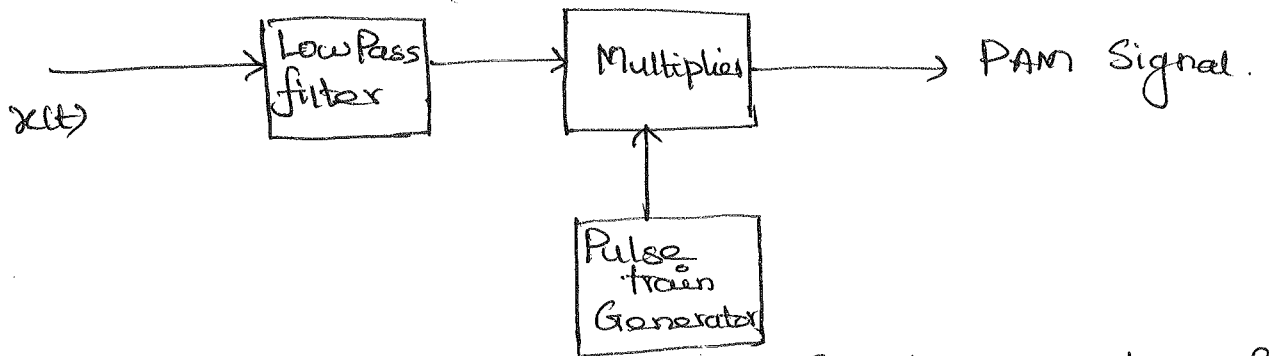 x(t)
Low Pass
filter
Multiplier
PAM Signal.
Pulse
train
Generator